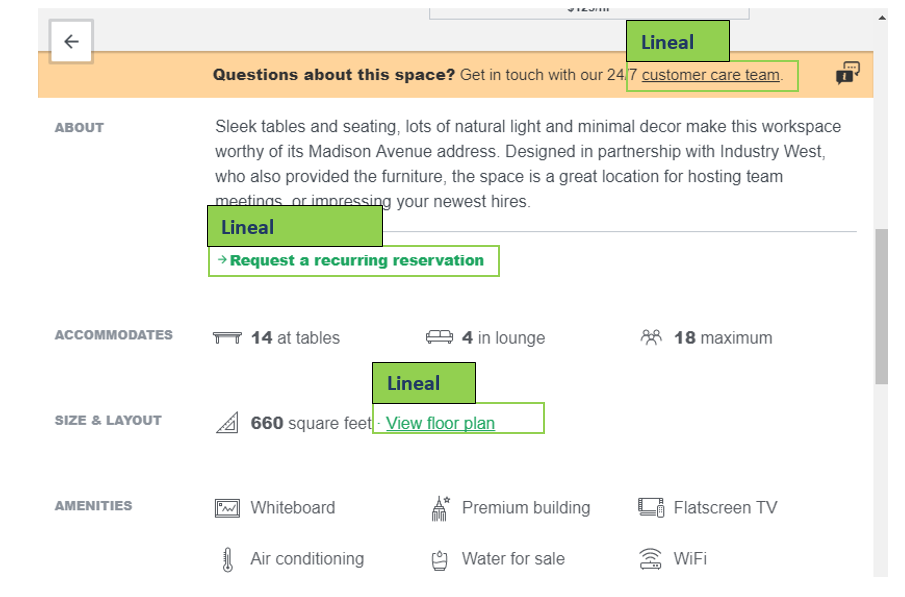 $125/hr
Lineal
Questions about this space? Get in touch with our 24/7 customer care team.
ABOUT
Sleek tables and seating, lots of natural light and minimal decor make this workspace
worthy of its Madison Avenue address. Designed in partnership with Industry West,
who also provided the furniture, the space is a great location for hosting team
meetings, or impressing your newest hires.
Lineal
Request a recurring reservation
ACCOMMODATES
14 at tables
4 in lounge
18 maximum
Lineal
SIZE & LAYOUT
660 square feet · View floor plan
AMENITIES
Whiteboard
Premium building
Flatscreen TV
Air conditioning
Water for sale
WiFi